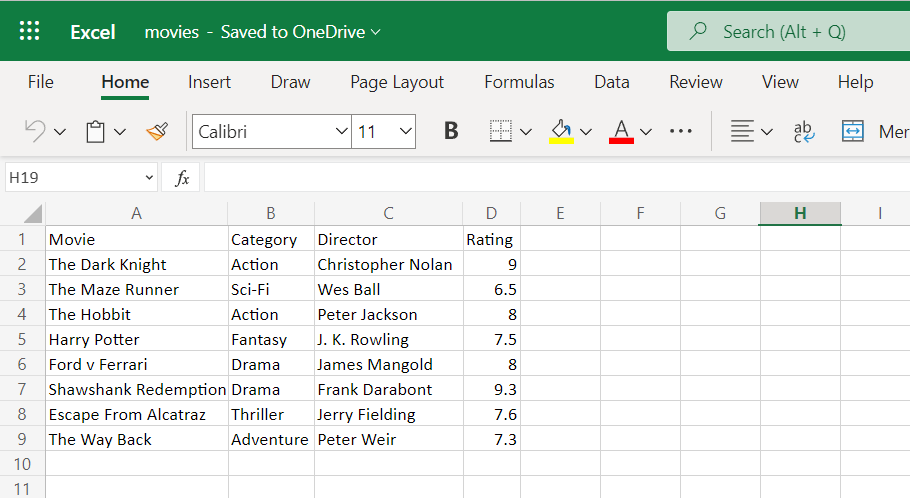 Excel movies - Saved to OneDrive Search (Alt + Q)
File Home Insert Draw Page Layout Formulas Data Review View Help
Calibri 11 B A ab c Mer
H19 fx
A B C D E F G H I
1 Movie Category Director Rating
2 The Dark Knight Action Christopher Nolan 9
3 The Maze Runner Sci-Fi Wes Ball 6.5
4 The Hobbit Action Peter Jackson 8
5 Harry Potter Fantasy J. K. Rowling 7.5
6 Ford v Ferrari Drama James Mangold 8
7 Shawshank Redemption Drama Frank Darabont 9.3
8 Escape From Alcatraz Thriller Jerry Fielding 7.6
9 The Way Back Adventure Peter Weir 7.3
10
11